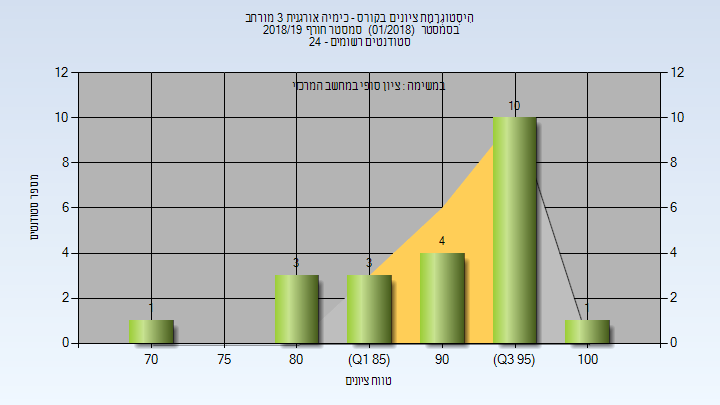 היסטוגרמת ציונים בקורס - כימיה אורגנית 3 מורחב
בסמסטר (01/2018) סמסטר חורף 2018/19
סטודנטים רשומים - 24
במשימה : ציון סופי במחשב המרכזי
12 12
10 10
8 8
6 6
4 4
2 2
0 0
מספר סטודנטים
1 3 3 4 10 1
70 75 80 (Q1 85) 90 (Q3 95) 100
טווח ציונים